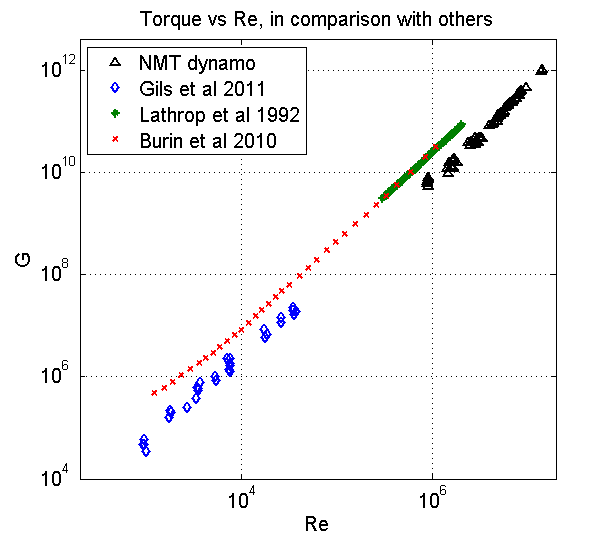 Torque vs Re, in comparison with others
NMT dynamo
Gils et al 2011
Lathrop et al 1992
Burin et al 2010
10^12
10^10
10^8
10^6
10^4
G
10^4
10^6
Re